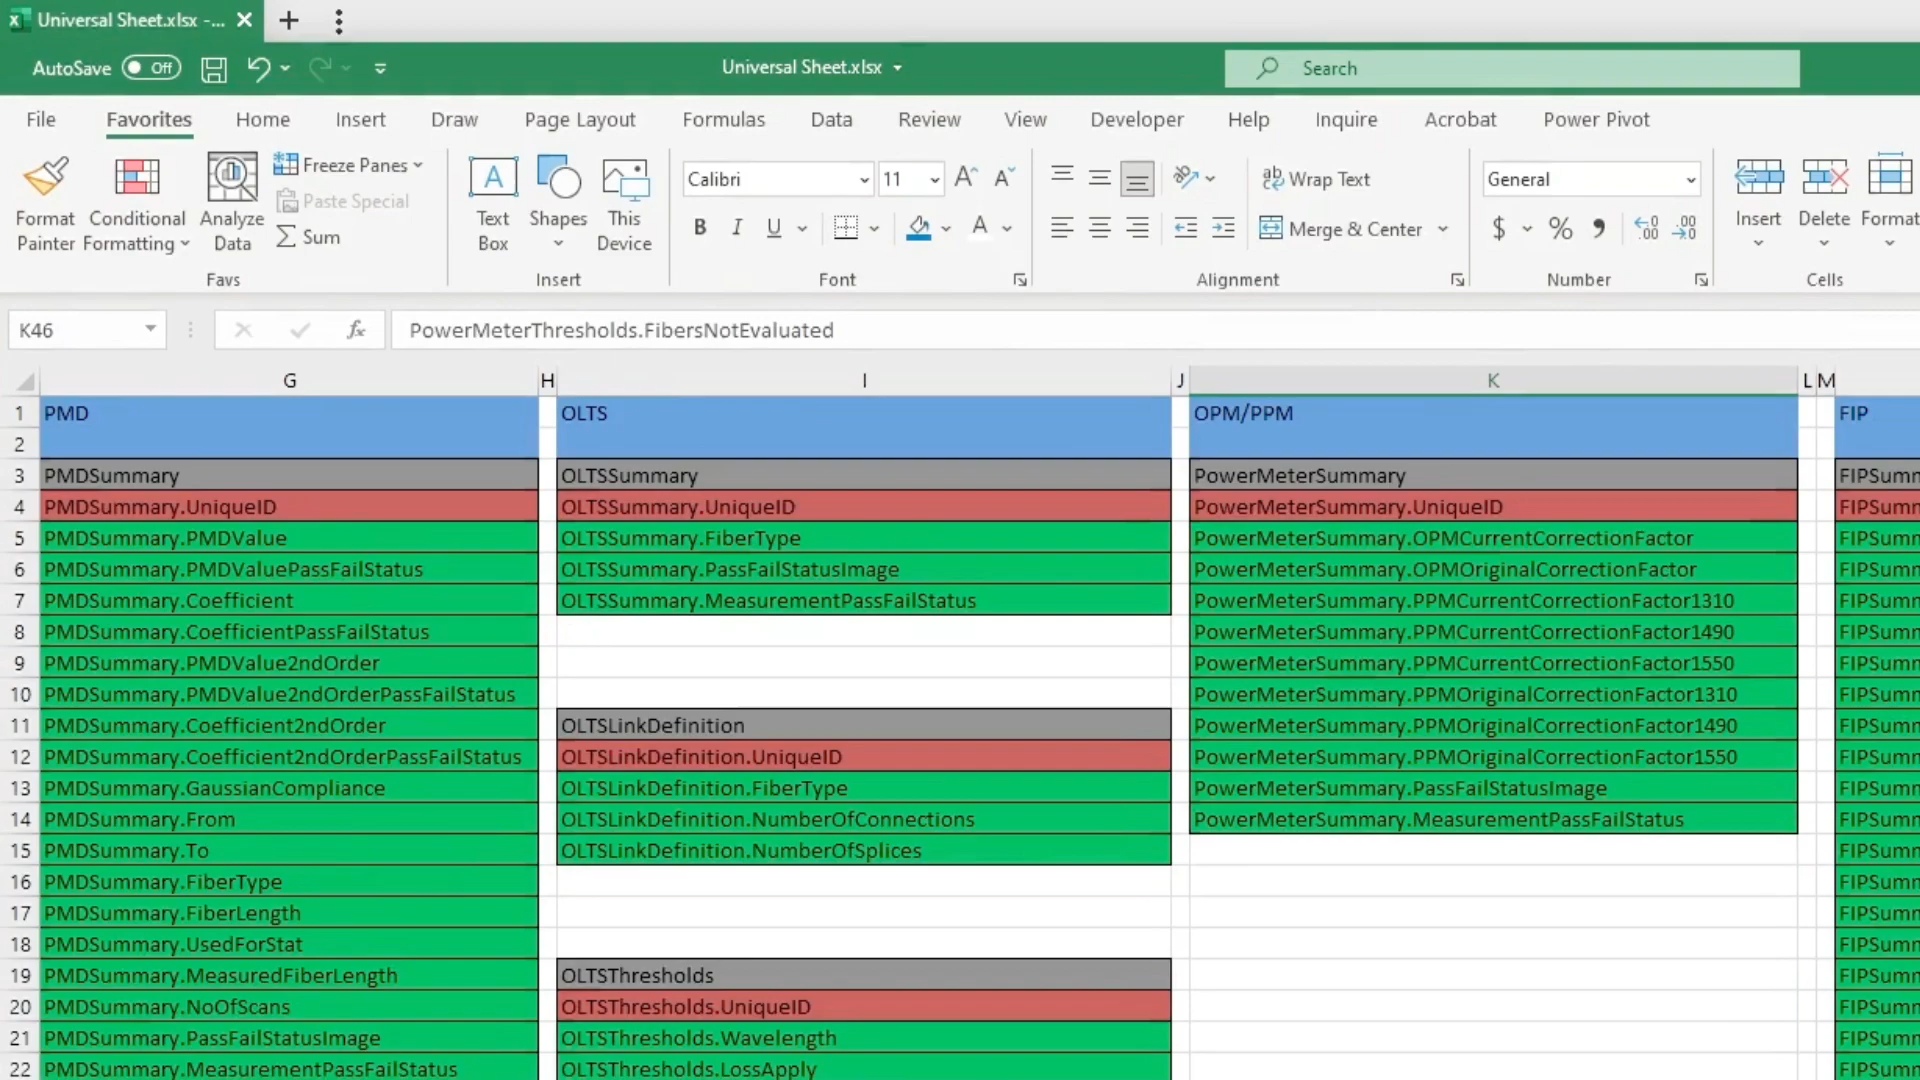 Universal Sheet.xlsx -...
AutoSave Off
Universal Sheet.xlsx
Search
File Favorites Home Insert Draw Page Layout Formulas Data Review View Developer Help Inquire Acrobat Power Pivot
Format Painter
Conditional Formatting
Analyze Data
Freeze Panes
Paste Special
Sum
Favs
Text Box
Shapes
This Device
Insert
Calibri 11
B I U
Font
Wrap Text
Merge & Center
Alignment
General
$ % 9
Number
Insert Delete Format
Cells
K46 fx PowerMeterThresholds.FibersNotEvaluated
G H I J K L M
1 PMD OLTS OPM/PPM FIP
2
3 PMDSummary OLTSSummary PowerMeterSummary FIPSumm
4 PMDSummary.UniqueID OLTSSummary.UniqueID PowerMeterSummary.UniqueID FIPSumm
5 PMDSummary.PMDValue OLTSSummary.FiberType PowerMeterSummary.OPMCurrentCorrectionFactor FIPSumm
6 PMDSummary.PMDValuePassFailStatus OLTSSummary.PassFailStatusImage PowerMeterSummary.OPMOriginalCorrectionFactor FIPSumm
7 PMDSummary.Coefficient OLTSSummary.MeasurementPassFailStatus PowerMeterSummary.PPMCurrentCorrectionFactor1310 FIPSumm
8 PMDSummary.CoefficientPassFailStatus PowerMeterSummary.PPMCurrentCorrectionFactor1490 FIPSumm
9 PMDSummary.PMDValue2ndOrder PowerMeterSummary.PPMCurrentCorrectionFactor1550 FIPSumm
10 PMDSummary.PMDValue2ndOrderPassFailStatus PowerMeterSummary.PPMOriginalCorrectionFactor1310 FIPSumm
11 PMDSummary.Coefficient2ndOrder OLTSLinkDefinition PowerMeterSummary.PPMOriginalCorrectionFactor1490 FIPSumm
12 PMDSummary.Coefficient2ndOrderPassFailStatus OLTSLinkDefinition.UniqueID PowerMeterSummary.PPMOriginalCorrectionFactor1550 FIPSumm
13 PMDSummary.GaussianCompliance OLTSLinkDefinition.FiberType PowerMeterSummary.PassFailStatusImage FIPSumm
14 PMDSummary.From OLTSLinkDefinition.NumberOfConnections PowerMeterSummary.MeasurementPassFailStatus FIPSumm
15 PMDSummary.To OLTSLinkDefinition.NumberOfSplices FIPSumm
16 PMDSummary.FiberType FIPSumm
17 PMDSummary.FiberLength FIPSumm
18 PMDSummary.UsedForStat FIPSumm
19 PMDSummary.MeasuredFiberLength OLTSThresholds FIPSumm
20 PMDSummary.NoOfScans OLTSThresholds.UniqueID FIPSumm
21 PMDSummary.PassFailStatusImage OLTSThresholds.Wavelength FIPSumm
22 PMDSummary.MeasurementPassFailStatus OLTSThresholds.LossApply FIPSumm